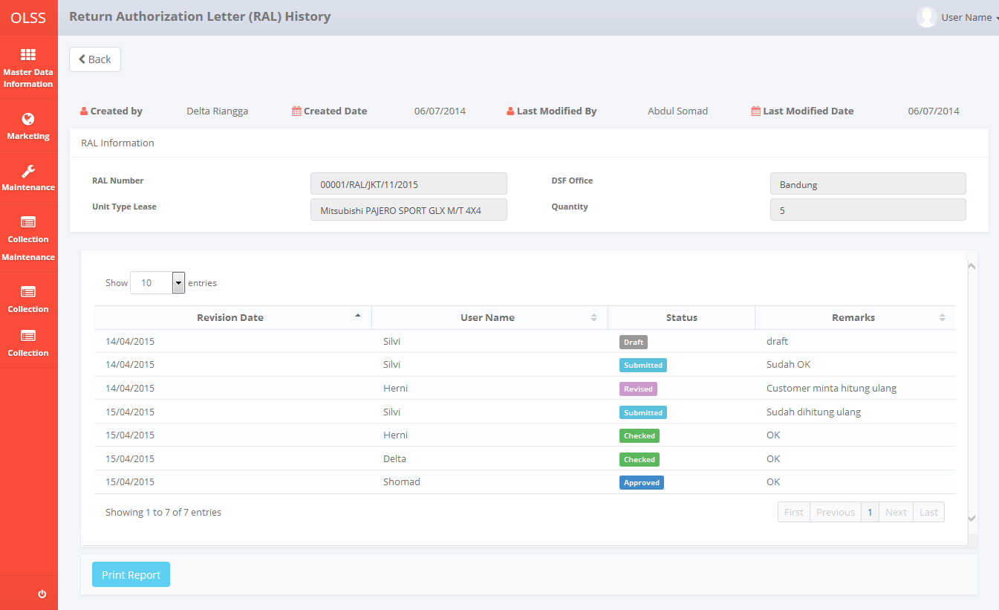 OLSS
Return Authorization Letter (RAL) History
User Name
Master Data
Information
Marketing
Maintenance
Collection
Maintenance
Collection
Collection
Back
Created by Delta Riangga Created Date 06/07/2014 Last Modified By Abdul Somad Last Modified Date 06/07/2014
RAL Information
RAL Number 00001/RAL/JKT/11/2015 DSF Office Bandung
Unit Type Lease Mitsubishi PAJERO SPORT GLX M/T 4X4 Quantity 5
Show 10 entries
Revision Date User Name Status Remarks
14/04/2015 Silvi Draft draft
14/04/2015 Silvi Submitted Sudah OK
14/04/2015 Herni Revised Customer minta hitung ulang
15/04/2015 Silvi Submitted Sudah dihitung ulang
15/04/2015 Herni Checked OK
15/04/2015 Delta Checked OK
15/04/2015 Shomad Approved OK
Showing 1 to 7 of 7 entries First Previous 1 Next Last
Print Report